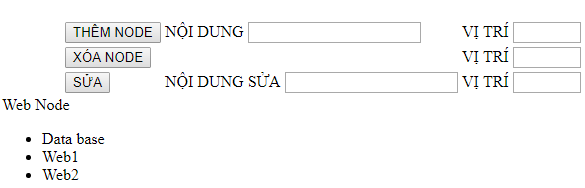 THÊM NODE NỘI DUNG VỊ TRÍ
XÓA NODE VỊ TRÍ
SỬA NỘI DUNG SỬA VỊ TRÍ
Web Node
Data base
Web1
Web2